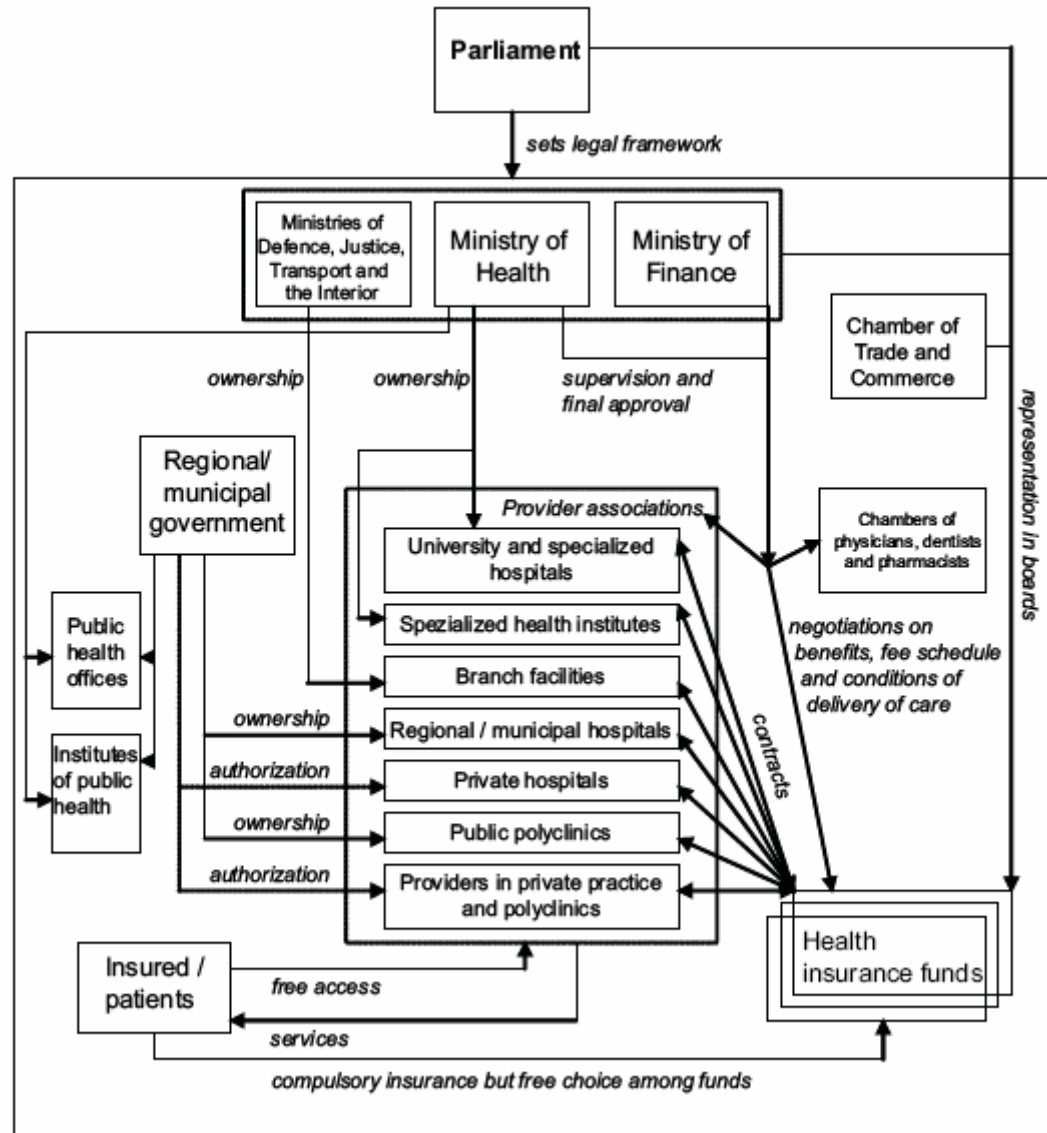 Parliament
sets legal framework
Ministries of
Defence, Justice,
Transport and
the Interior
Ministry of
Health
Ministry of
Finance
Chamber of
Trade and
Commerce
ownership
ownership
supervision and
final approval
representation in boards
Regional/
municipal
government
Provider associations
University and specialized
hospitals
Chambers of
physicians, dentists
and pharmacists
Public
health
offices
Spezialized health institutes
negotiations on
benefits, fee schedule
and conditions of
delivery of care
Branch facilities
ownership
Regional / municipal hospitals
contracts
Institutes
of public
health
authorization
Private hospitals
ownership
Public polyclinics
authorization
Providers in private practice
and polyclinics
Health
insurance funds
Insured /
patients
free access
services
compulsory insurance but free choice among funds